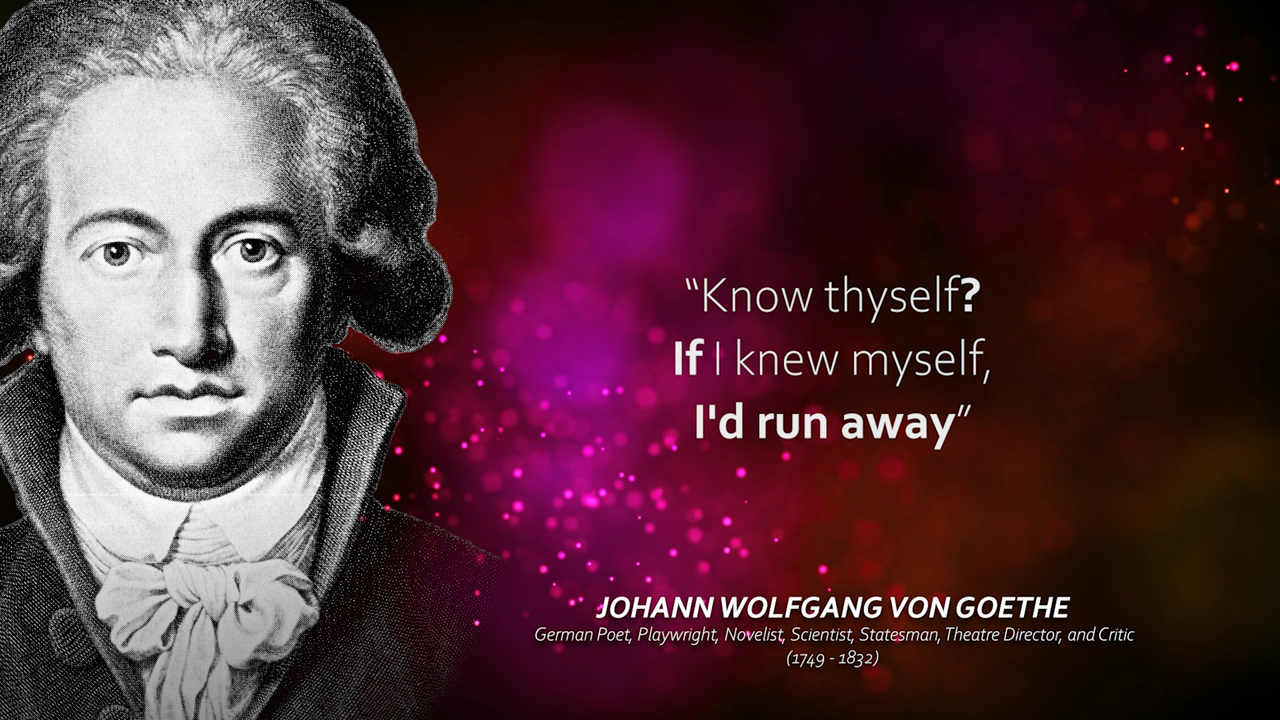 “Know thyself?
If I knew myself,
I'd run away”
JOHANN WOLFGANG VON GOETHE
German Poet, Playwright, Novelist, Scientist, Statesman, Theatre Director, and Critic
(1749 - 1832)